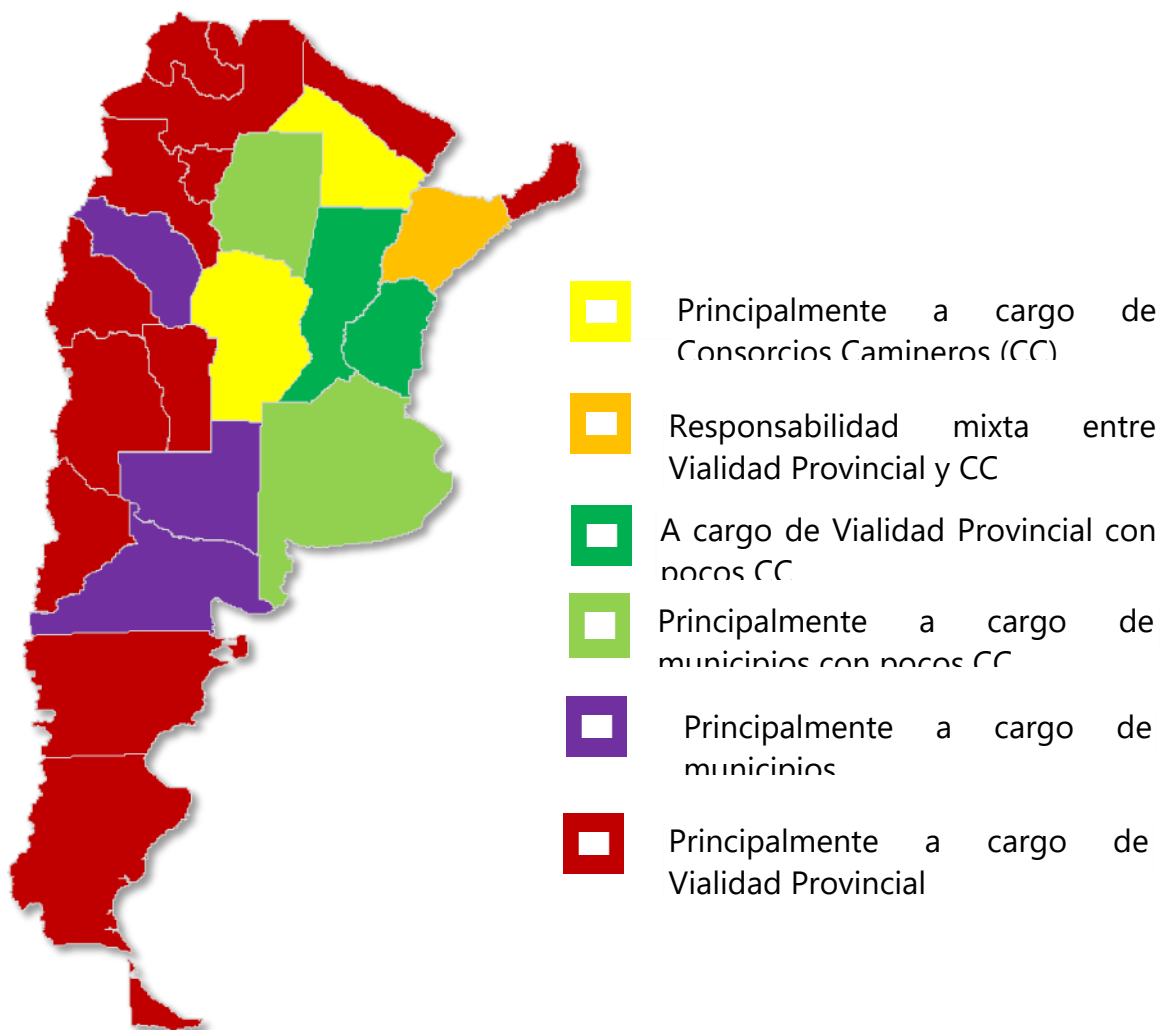 Principalmente a cargo de
Consorcios Camineros (CC)
Responsabilidad mixta entre
Vialidad Provincial y CC
A cargo de Vialidad Provincial con
pocos CC
Principalmente a cargo de
municipios con pocos CC
Principalmente a cargo de
municipios
Principalmente a cargo de
Vialidad Provincial